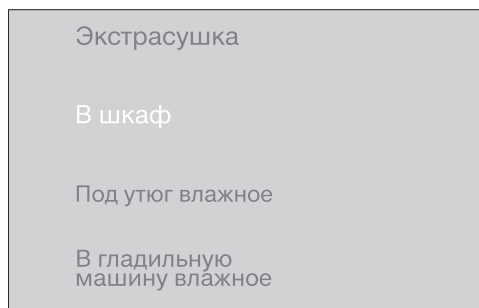 Экстрасушка
В шкаф
Под утюг влажное
В гладильную
машину влажное